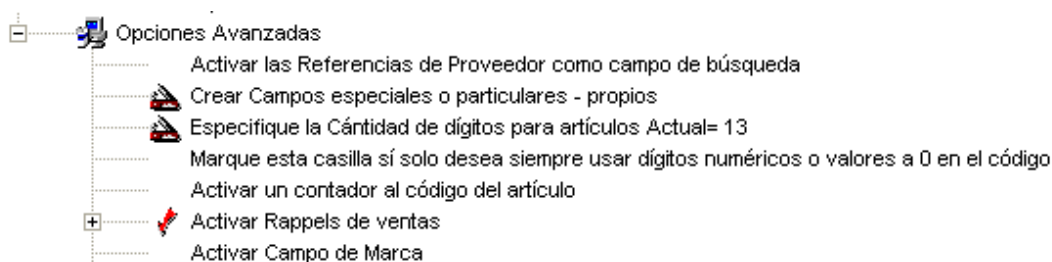 Opciones Avanzadas
Activar las Referencias de Proveedor como campo de búsqueda
Crear Campos especiales o particulares - propios
Especifique la Cántidad de dígitos para artículos Actual= 13
Marque esta casilla sí solo desea siempre usar dígitos numéricos o valores a 0 en el código
Activar un contador al código del artículo
Activar Rappels de ventas
Activar Campo de Marca